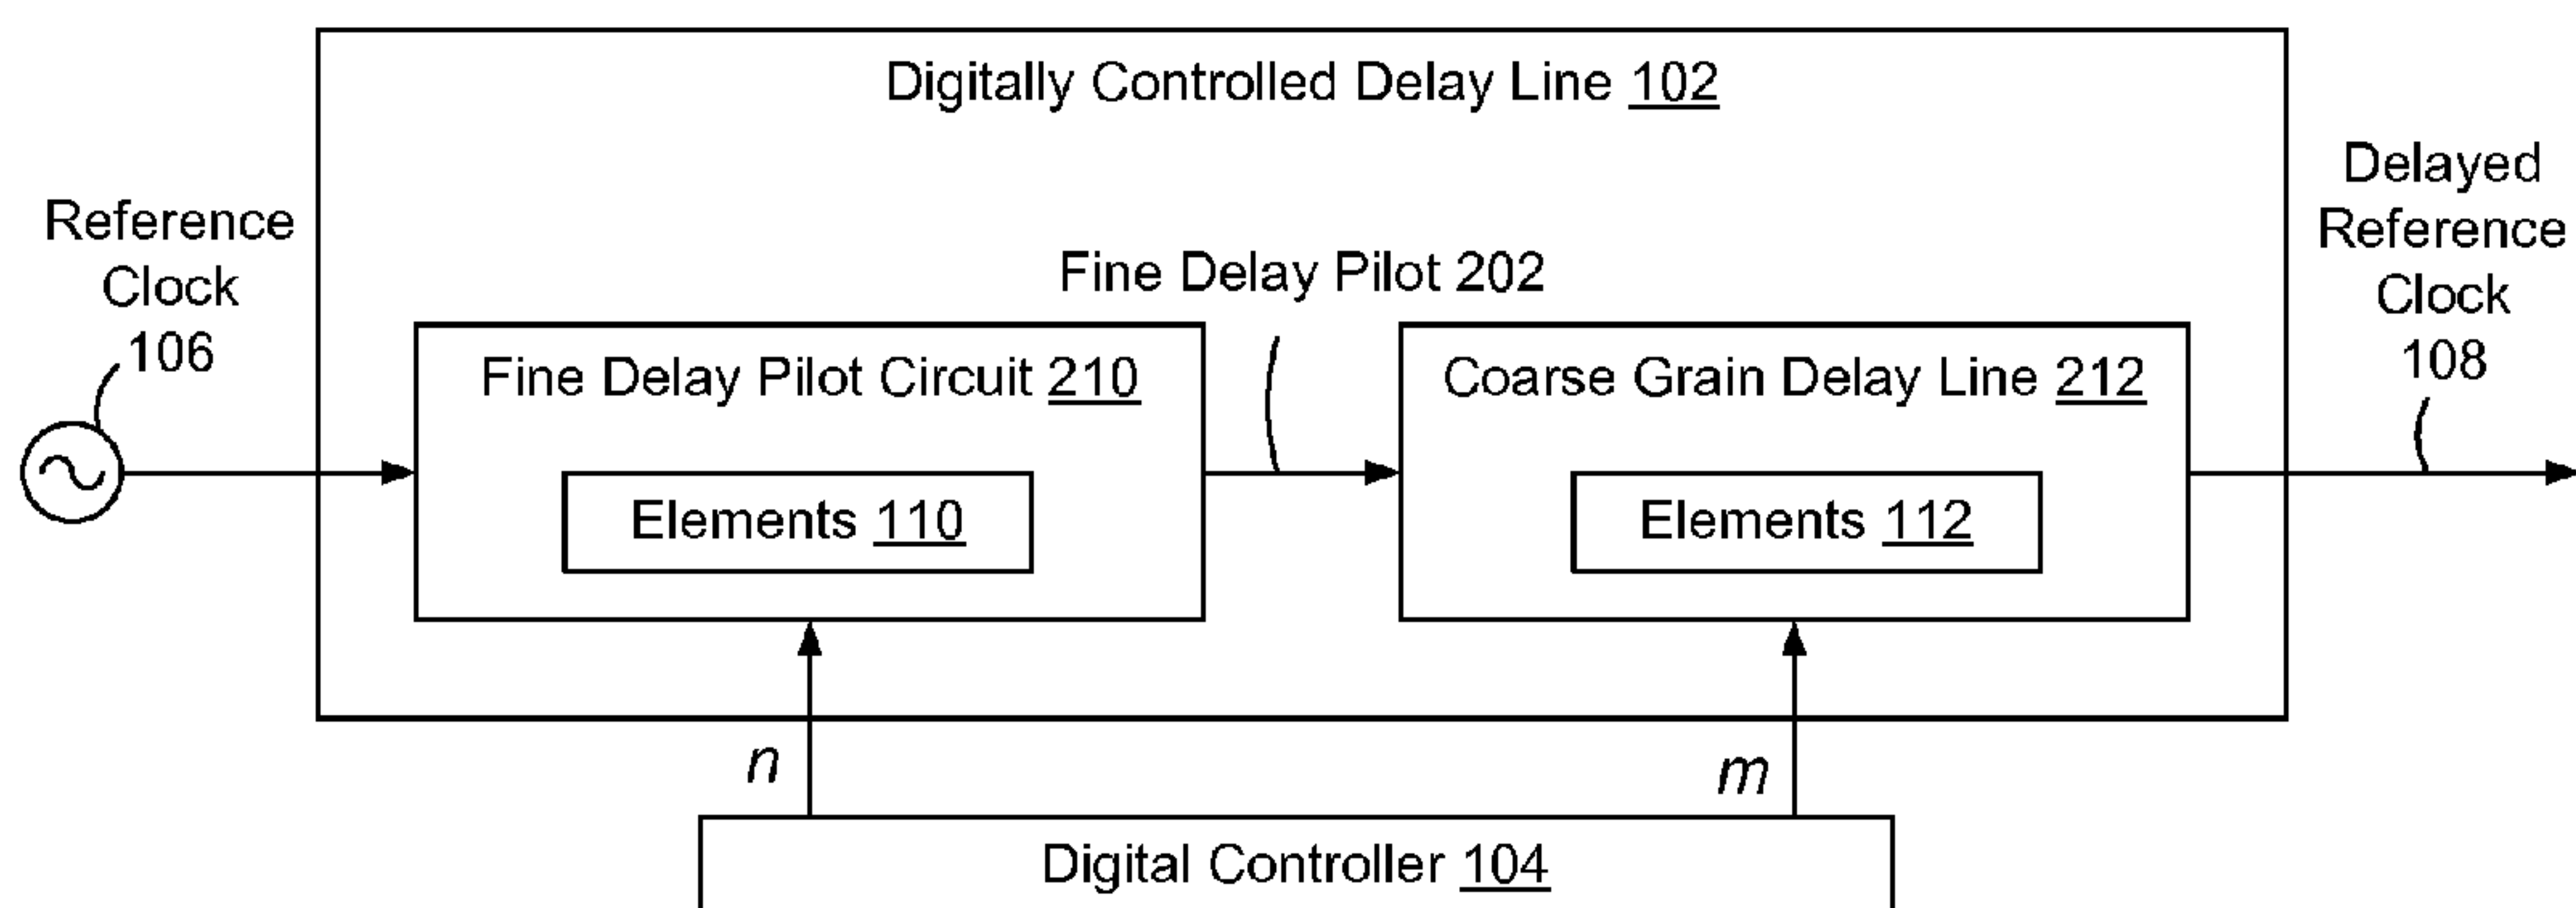 Digitally Controlled Delay Line 102
Reference
Clock
106
Fine Delay Pilot 202
Delayed
Reference
Clock
108
Fine Delay Pilot Circuit 210
Elements 110
Coarse Grain Delay Line 212
Elements 112
n
m
Digital Controller 104